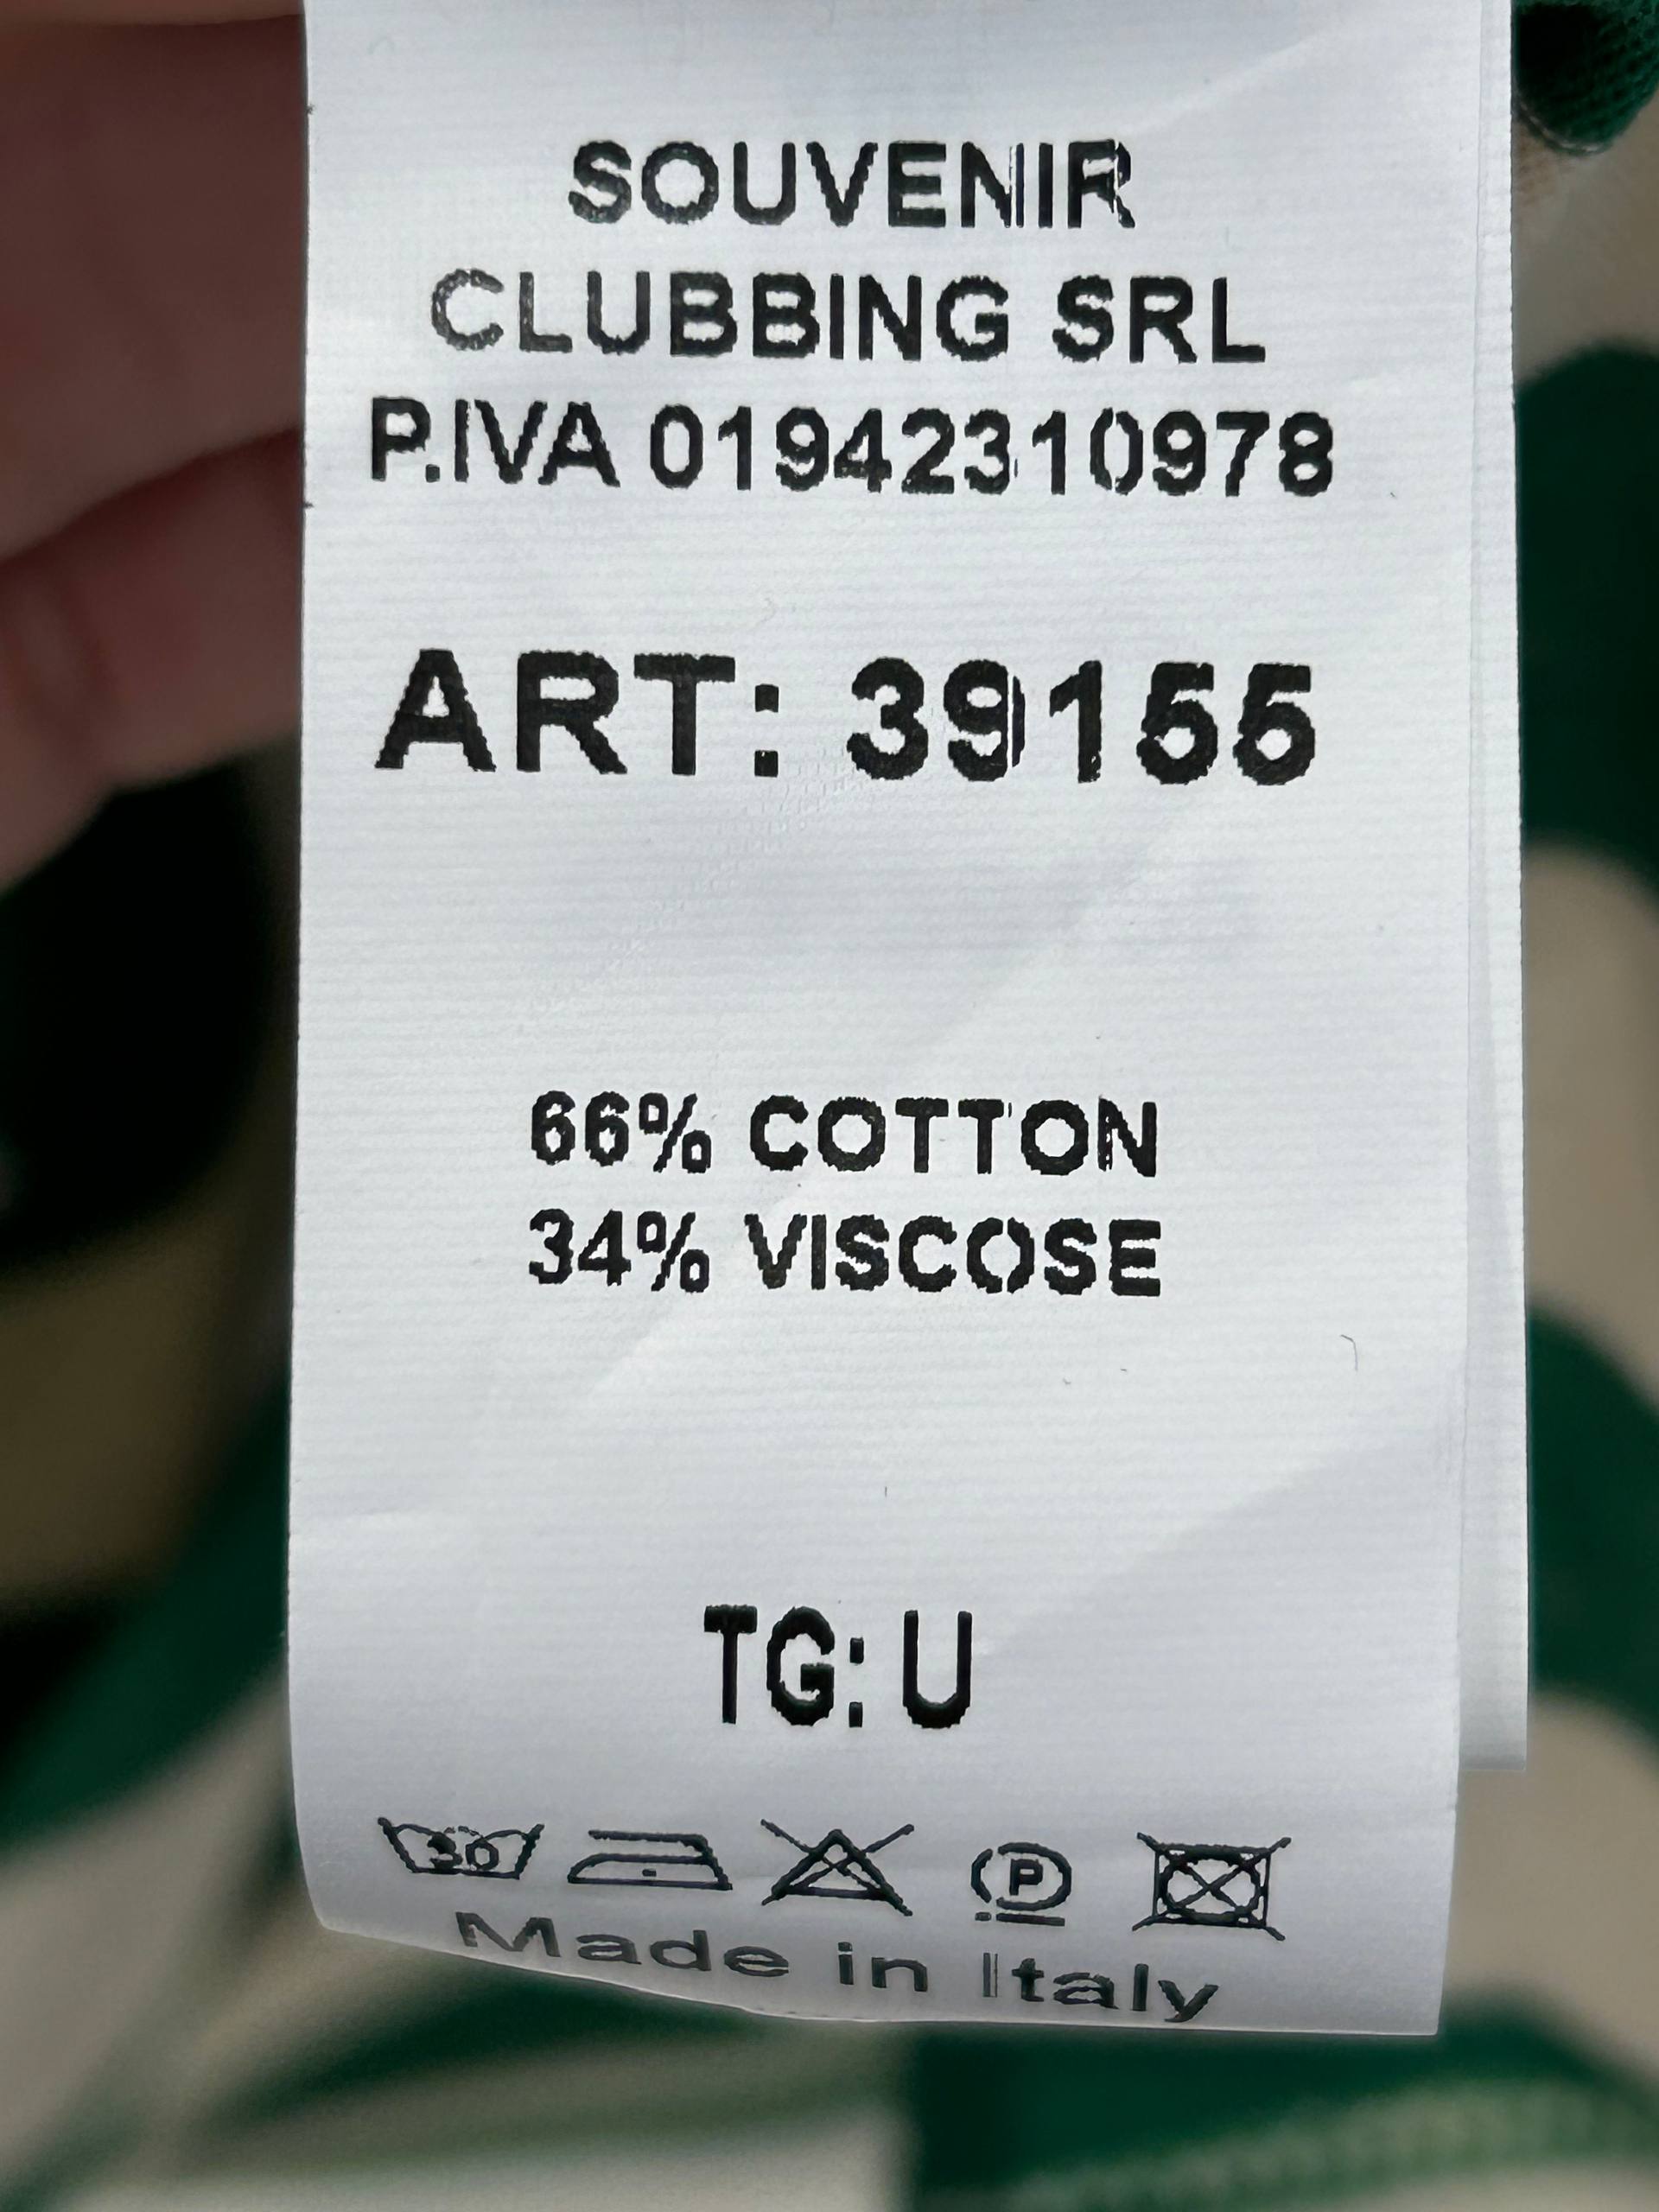 SOUVENIR
CLUBBING SRL
P.IVA 01942310978
ART: 39155
66% COTTON
34% VISCOSE
TG: U
30 P
Made in Italy